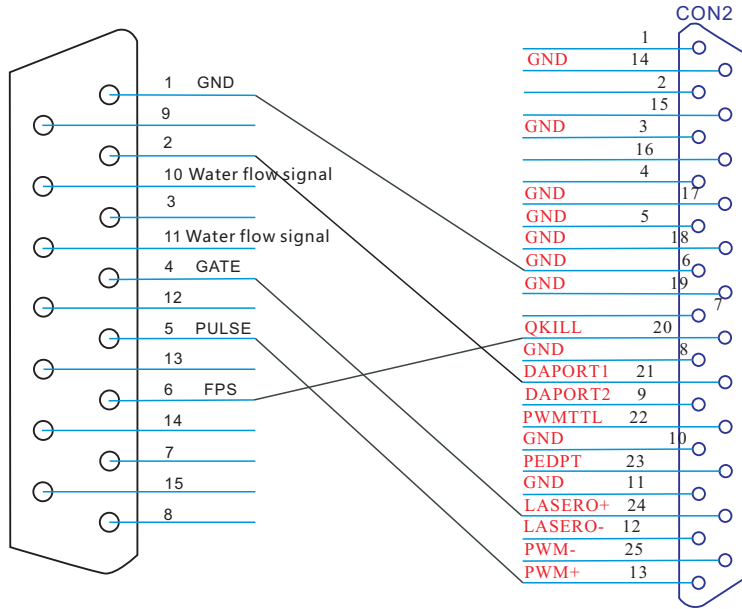 CON2
1 GND
9
2
10 Water flow signal
3
11 Water flow signal
4 GATE
12
5 PULSE
13
6 FPS
14
7
15
8
1
GND 14
2
15
GND 3
16
4
GND 17
GND 5
GND 18
GND 6
GND 19
7
QKILL 20
GND 8
DAPORT1 21
DAPORT2 9
PWMTTL 22
GND 10
PEDPT 23
GND 11
LASERO+ 24
LASERO- 12
PWM- 25
PWM+ 13